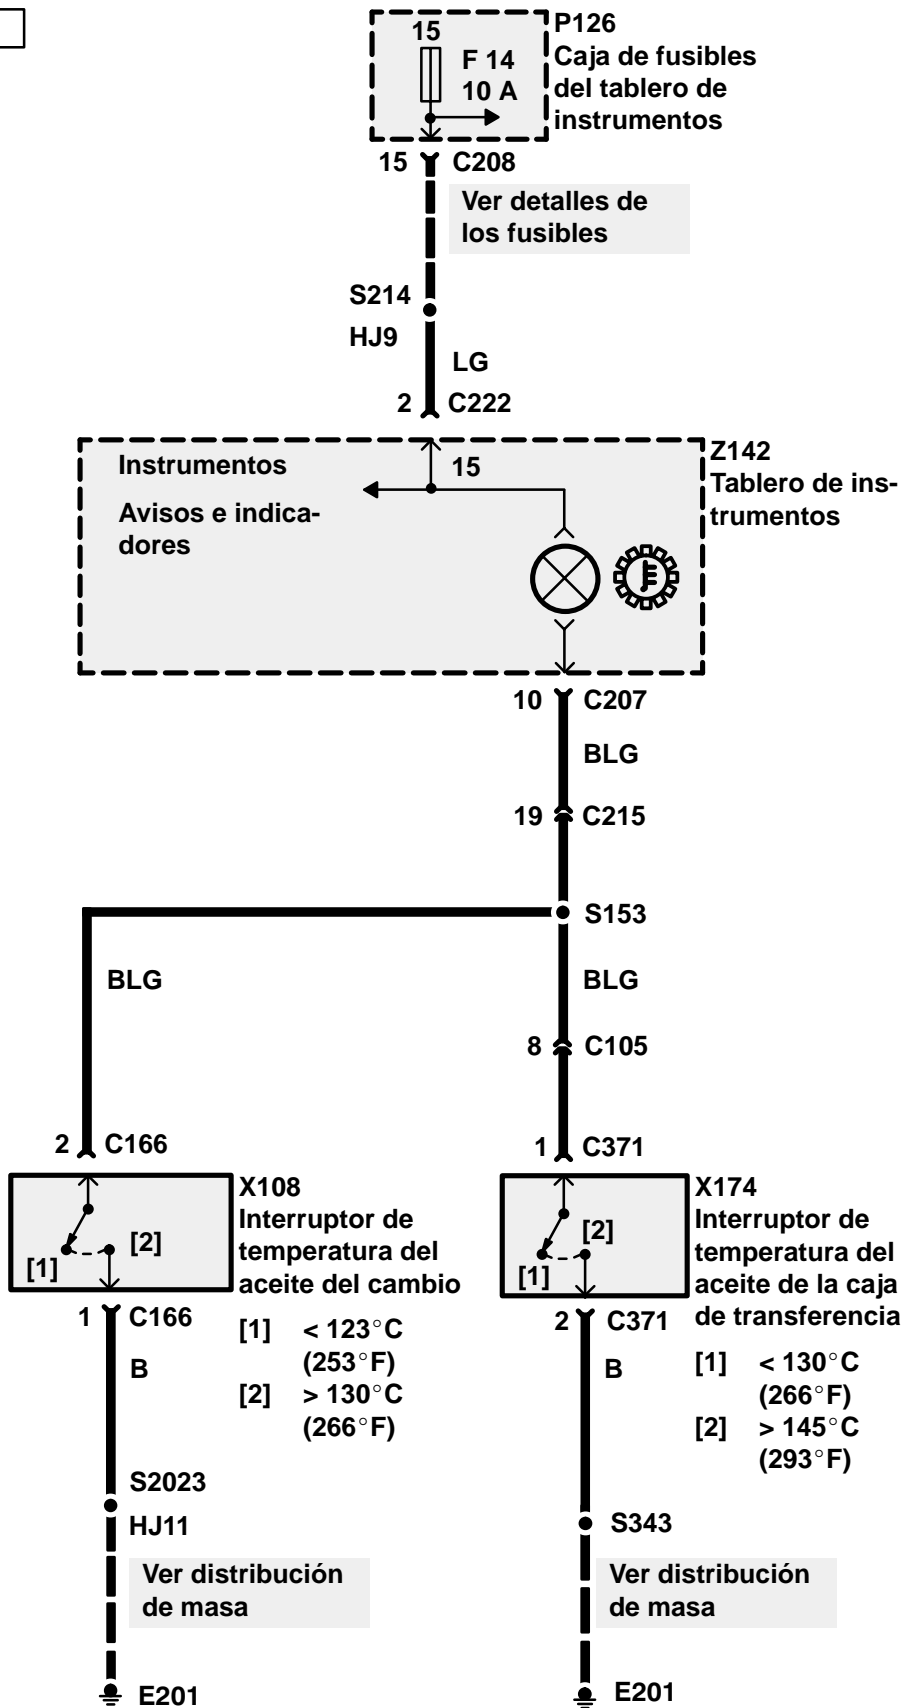 15
F 14
10 A
P126
Caja de fusibles
del tablero de
instrumentos
15 C208
Ver detalles de
los fusibles
S214
HJ9
LG
2 C222
Instrumentos
15
Avisos e indica-
dores
Z142
Tablero de ins-
trumentos
10 C207
BLG
19 C215
S153
BLG
BLG
8 C105
2 C166
1 C371
[1]
[2]
X108
Interruptor de
temperatura del
aceite del cambio
[1] < 123°C
(253°F)
[2] > 130°C
(266°F)
[2]
[1]
X174
Interruptor de
temperatura del
aceite de la caja
de transferencia
[1] < 130°C
(266°F)
[2] > 145°C
(293°F)
1 C166
B
2 C371
B
S2023
HJ11
S343
Ver distribución
de masa
Ver distribución
de masa
E201
E201